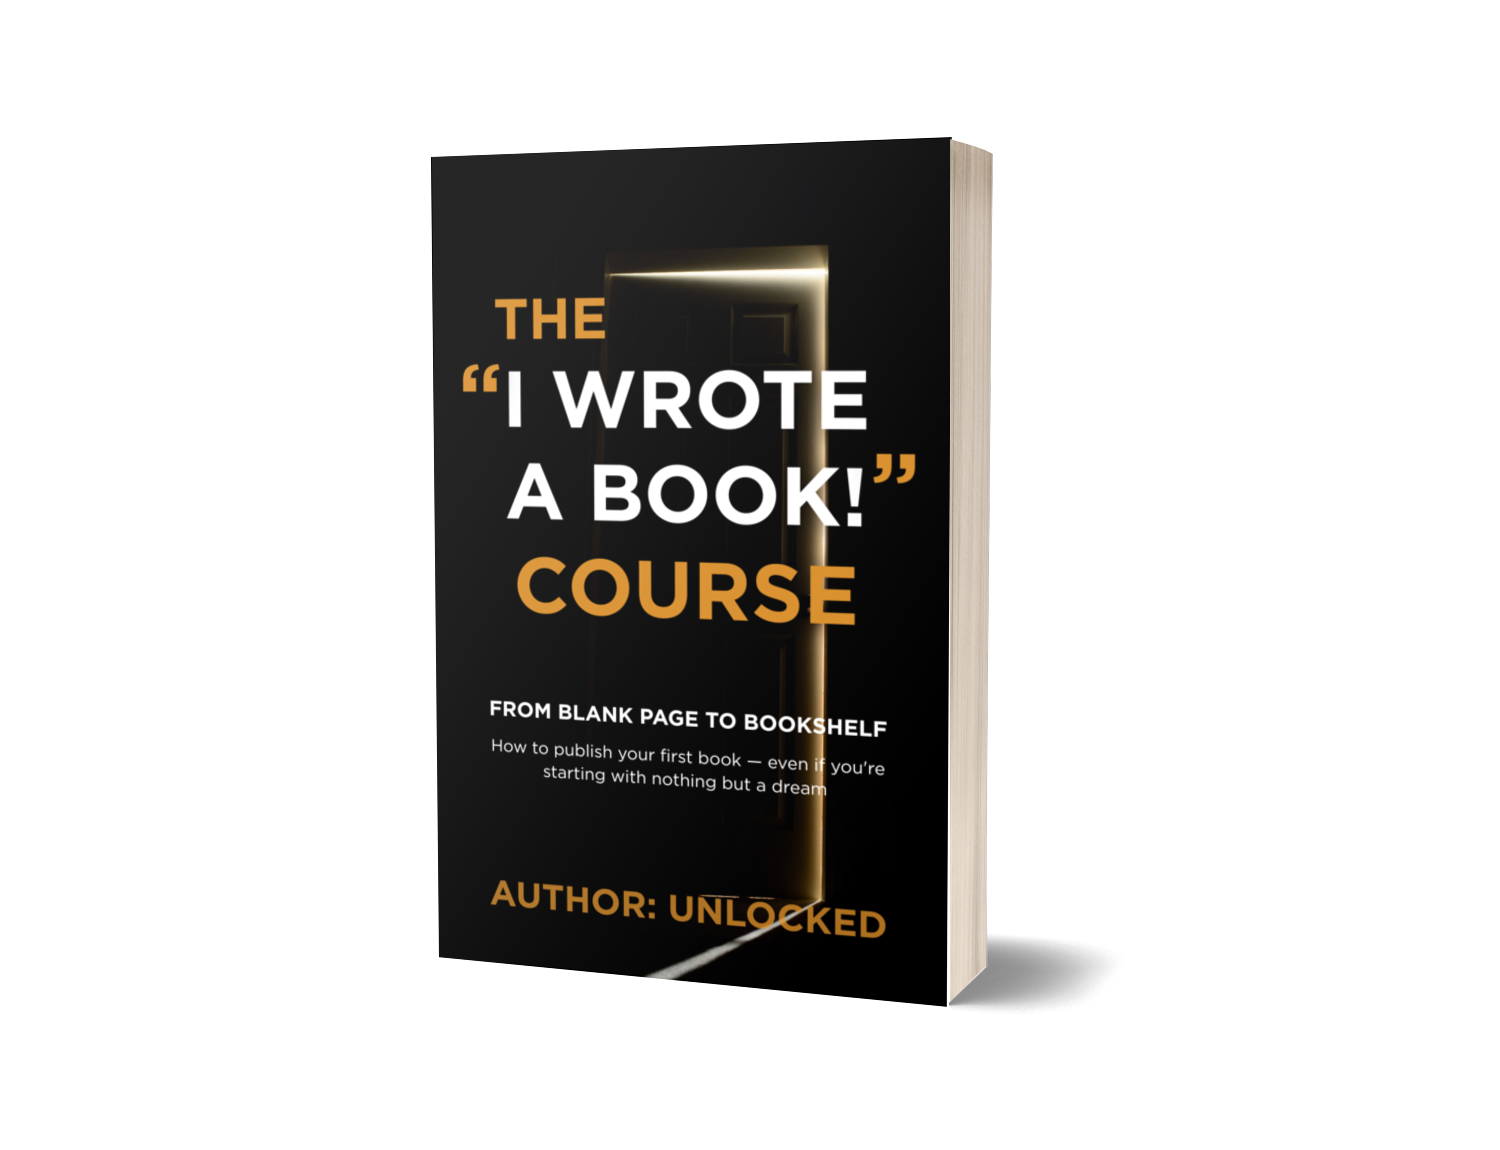 THE
“I WROTE
A BOOK!”
COURSE
FROM BLANK PAGE TO BOOKSHELF
How to publish your first book — even if you're
starting with nothing but a dream
AUTHOR: UNLOCKED